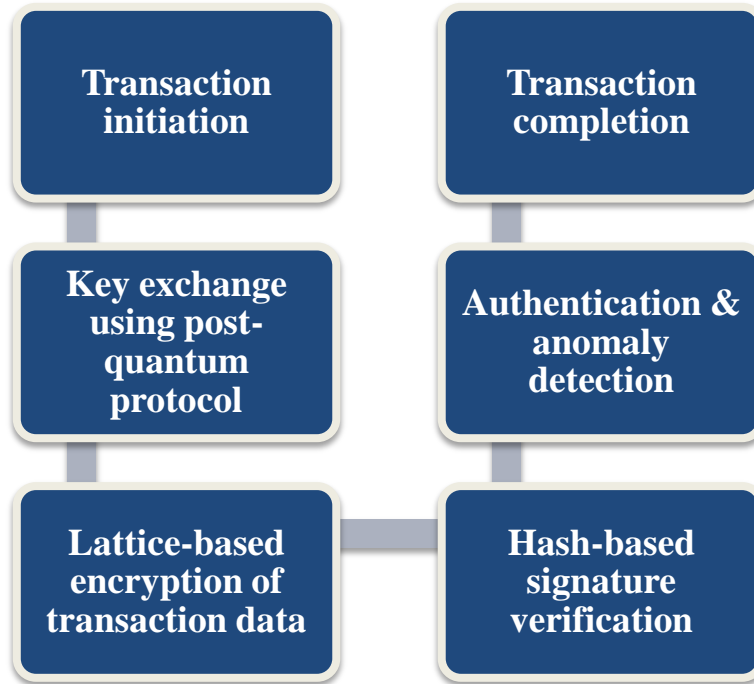 Transaction
initiation
Key exchange
using post-
quantum
protocol
Lattice-based
encryption of
transaction data
Hash-based
signature
verification
Authentication &
anomaly
detection
Transaction
completion